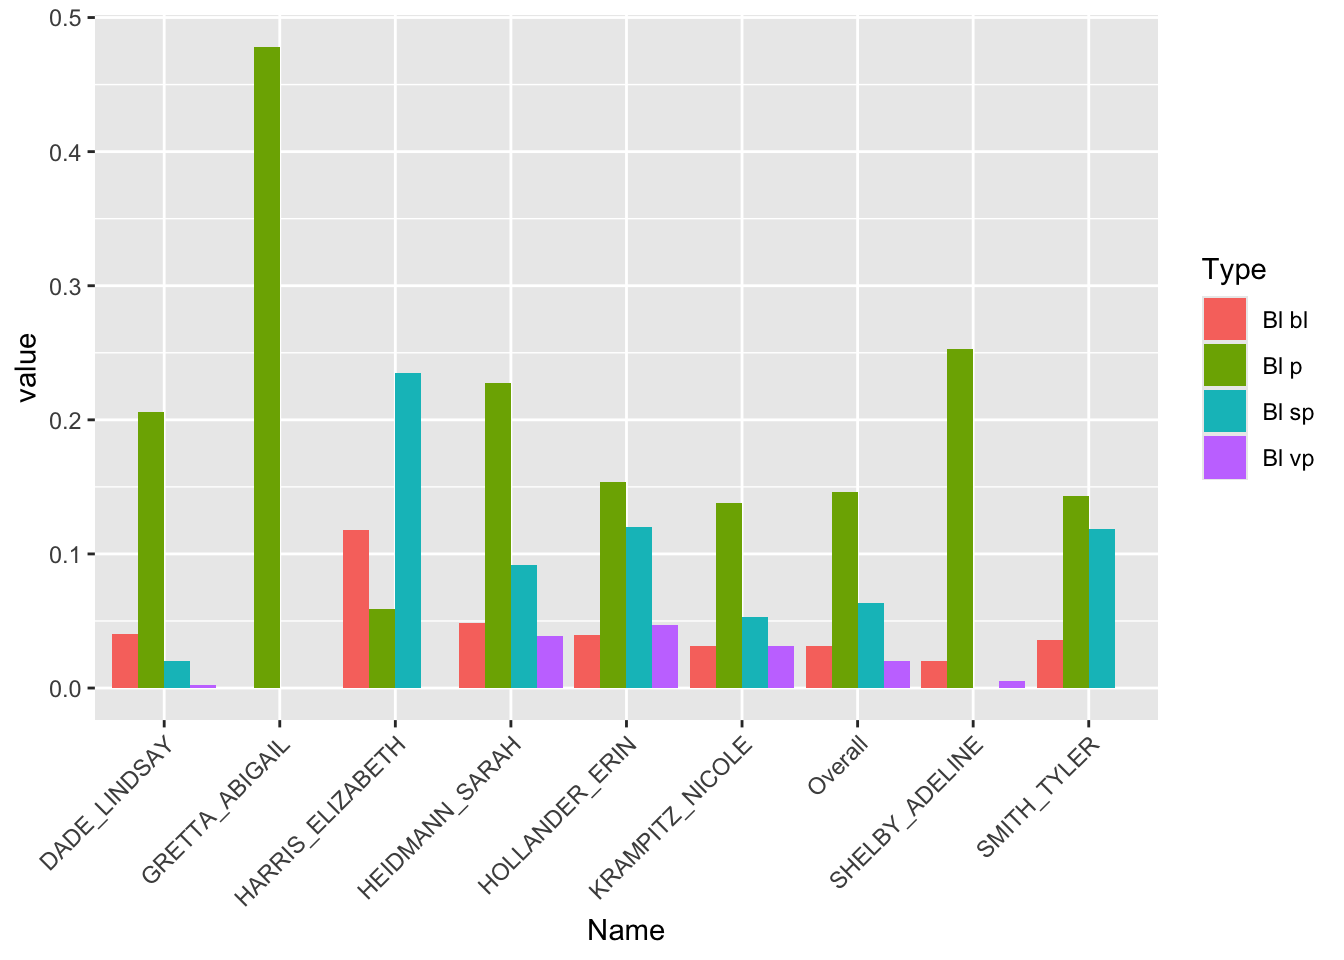 0.5
0.4
0.3
0.2
0.1
0.0
value
DADE_LINDSAY
GRETTA_ABIGAIL
HARRIS_ELIZABETH
HEIDMANN_SARAH
HOLLANDER_ERIN
KRAMPITZ_NICOLE
Overall
SHELBY_ADELINE
SMITH_TYLER
Name
Type
Bl bl
Bl p
Bl sp
Bl vp